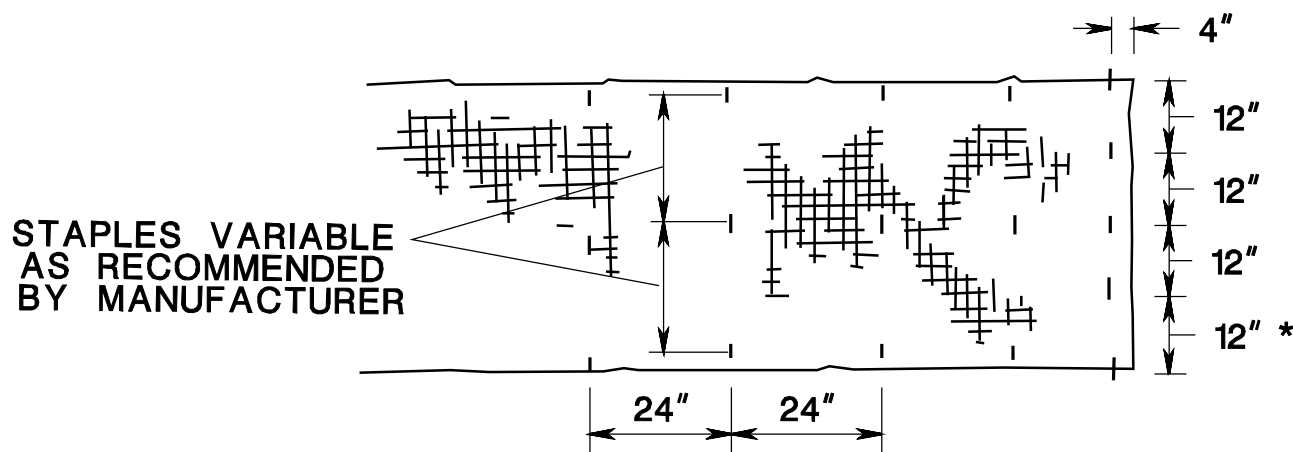 4"
12"
12"
STAPLES VARIABLE
AS RECOMMENDED
BY MANUFACTURER
12"
12" *
24" 24"